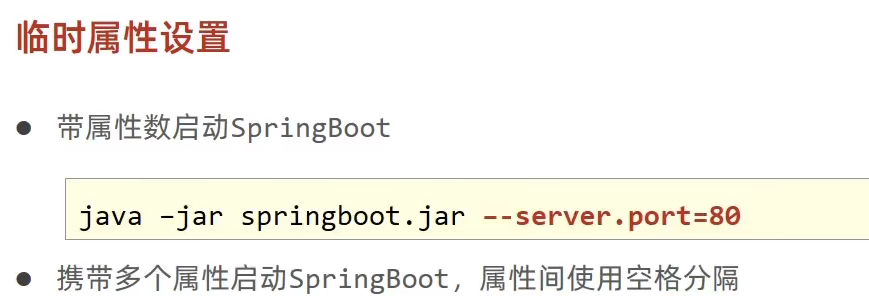 临时属性设置
● 带属性数启动SpringBoot
java –jar springboot.jar –-server.port=80
● 携带多个属性启动SpringBoot，属性间使用空格分隔